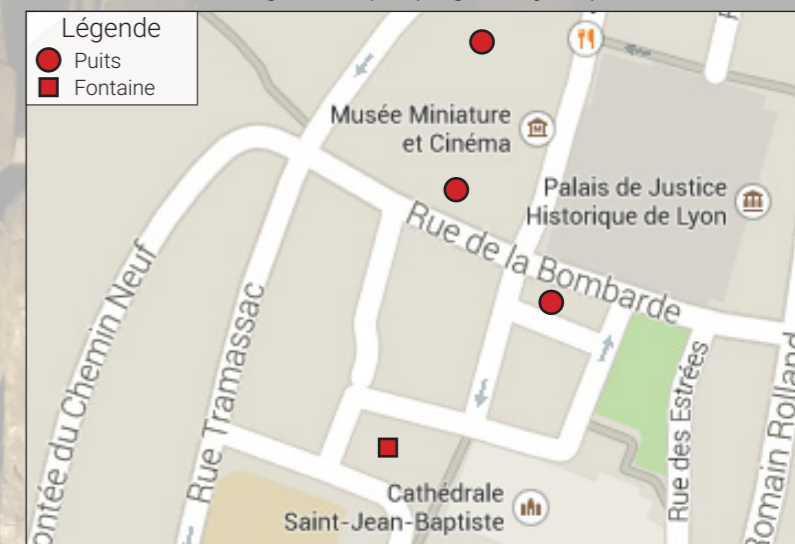 Légende
Puits
Fontaine
Musée Miniature
et Cinéma
Palais de Justice
Historique de Lyon
Rue de la Bombarde
Rue Tramassac
ontée du Chemin Neuf
Rue des Estrées
Romain Rolland
Cathédrale
Saint-Jean-Baptiste